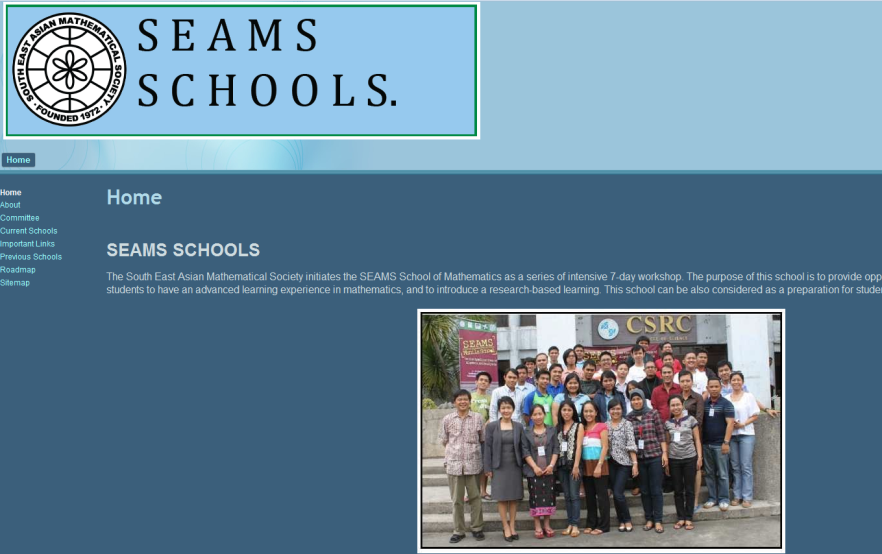 SOUTH EAST ASIAN MATHEMATICAL SOCIETY
· FOUNDED 1972 ·
SEAMS
SCHOOLS.
Home
Home
About
Committee
Current Schools
Important Links
Previous Schools
Roadmap
Sitemap
Home
SEAMS SCHOOLS
The South East Asian Mathematical Society initiates the SEAMS School of Mathematics as a series of intensive 7-day workshop. The purpose of this school is to provide opp
students to have an advanced learning experience in mathematics, and to introduce a research-based learning. This school can be also considered as a preparation for stude
CSRC
SEAMS